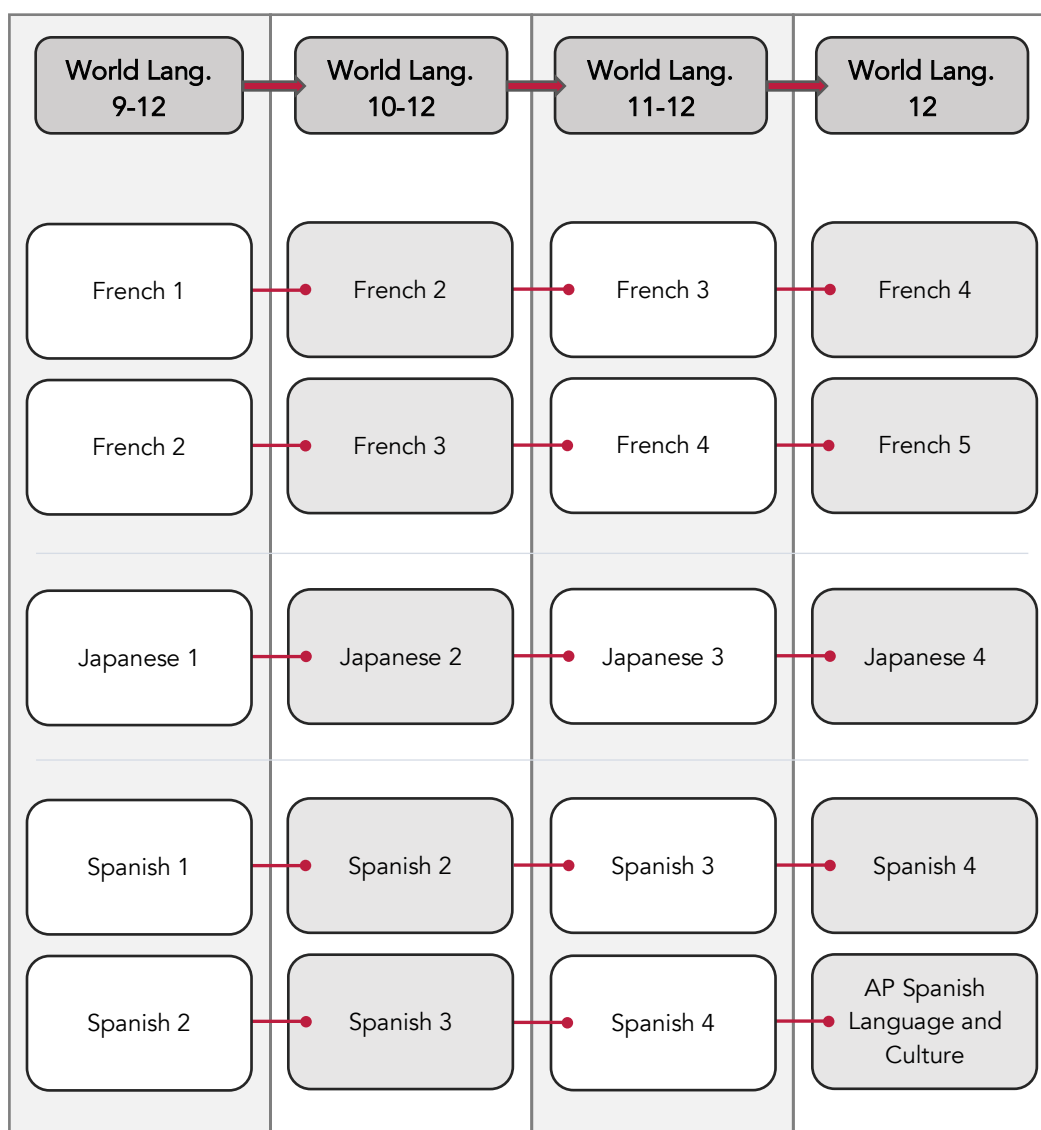 World Lang.
9-12
World Lang.
10-12
World Lang.
11-12
World Lang.
12
French 1
French 2
French 3
French 4
French 2
French 3
French 4
French 5
Japanese 1
Japanese 2
Japanese 3
Japanese 4
Spanish 1
Spanish 2
Spanish 3
Spanish 4
Spanish 2
Spanish 3
Spanish 4
AP Spanish
Language and
Culture